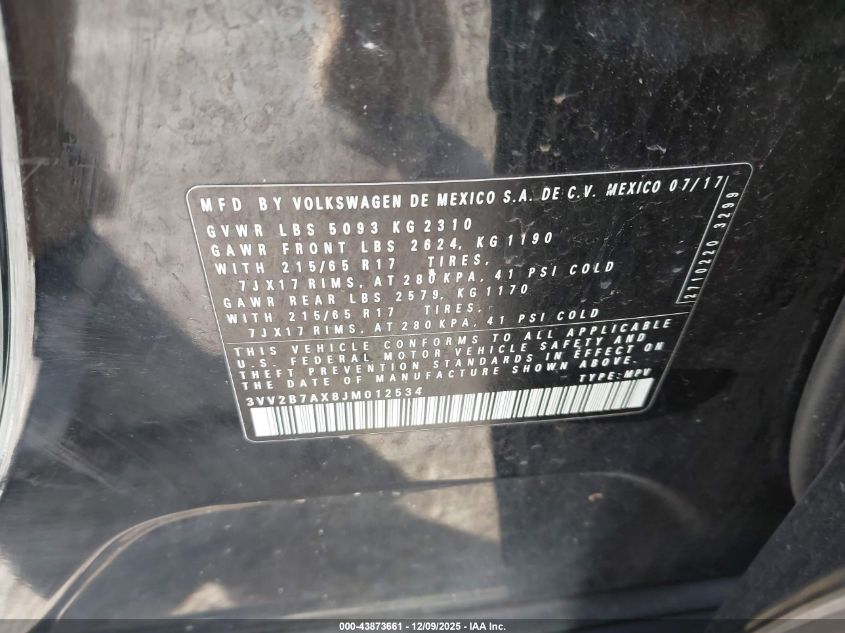 MFD BY VOLKSWAGEN DE MEXICO S.A. DE C.V. MEXICO 07/17
GVWR LBS 5093 KG 2310
GAWR FRONT LBS 2624, KG 1190
WITH 215/65 R17 TIRES,
7JX17 RIMS, AT 280 KPA, 41 PSI COLD
GAWR REAR LBS 2579, KG 1170
WITH 215/65 R17 TIRES,
7JX17 RIMS, AT 280 KPA, 41 PSI COLD
2710220 3299
THIS VEHICLE CONFORMS TO ALL APPLICABLE
U.S. FEDERAL MOTOR VEHICLE SAFETY AND
THEFT PREVENTION STANDARDS IN EFFECT ON
THE DATE OF MANUFACTURE SHOWN ABOVE.
3VV2B7AX8JM012534 TYPE: MPV
000-43873661 - 12/09/2025 - IAA Inc.